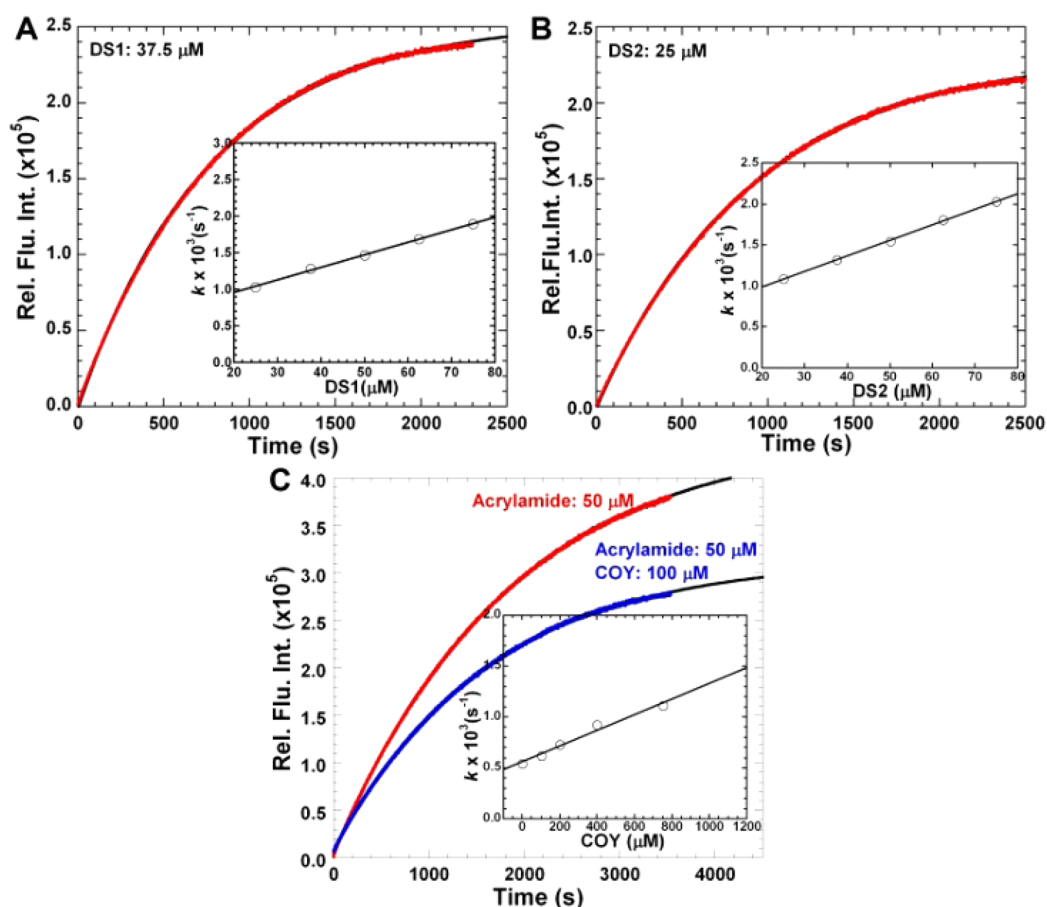 A
DS1: 37.5 μM
Rel. Flu. Int. (x10⁵)
2.5
2.0
1.5
1.0
0.5
0.0
0 500 1000 1500 2000 2500
Time (s)
k x 10³(s⁻¹)
3.0
2.5
2.0
1.5
1.0
0.5
0.0
20 30 40 50 60 70 80
DS1(μM)
B
DS2: 25 μM
Rel.Flu.Int. (x10⁵)
2.5
2.0
1.5
1.0
0.5
0.0
0 500 1000 1500 2000 2500
Time (s)
k x 10³(s⁻¹)
2.5
2.0
1.5
1.0
0.5
0.0
20 30 40 50 60 70 80
DS2 (μM)
C
Acrylamide: 50 μM
Acrylamide: 50 μM
COY: 100 μM
Rel. Flu. Int. (x10⁵)
4.0
3.5
3.0
2.5
2.0
1.5
1.0
0.5
0.0
0 1000 2000 3000 4000
Time (s)
k x 10³(s⁻¹)
2.0
1.5
1.0
0.5
0.0
0 200 400 600 800 1000 1200
COY (μM)